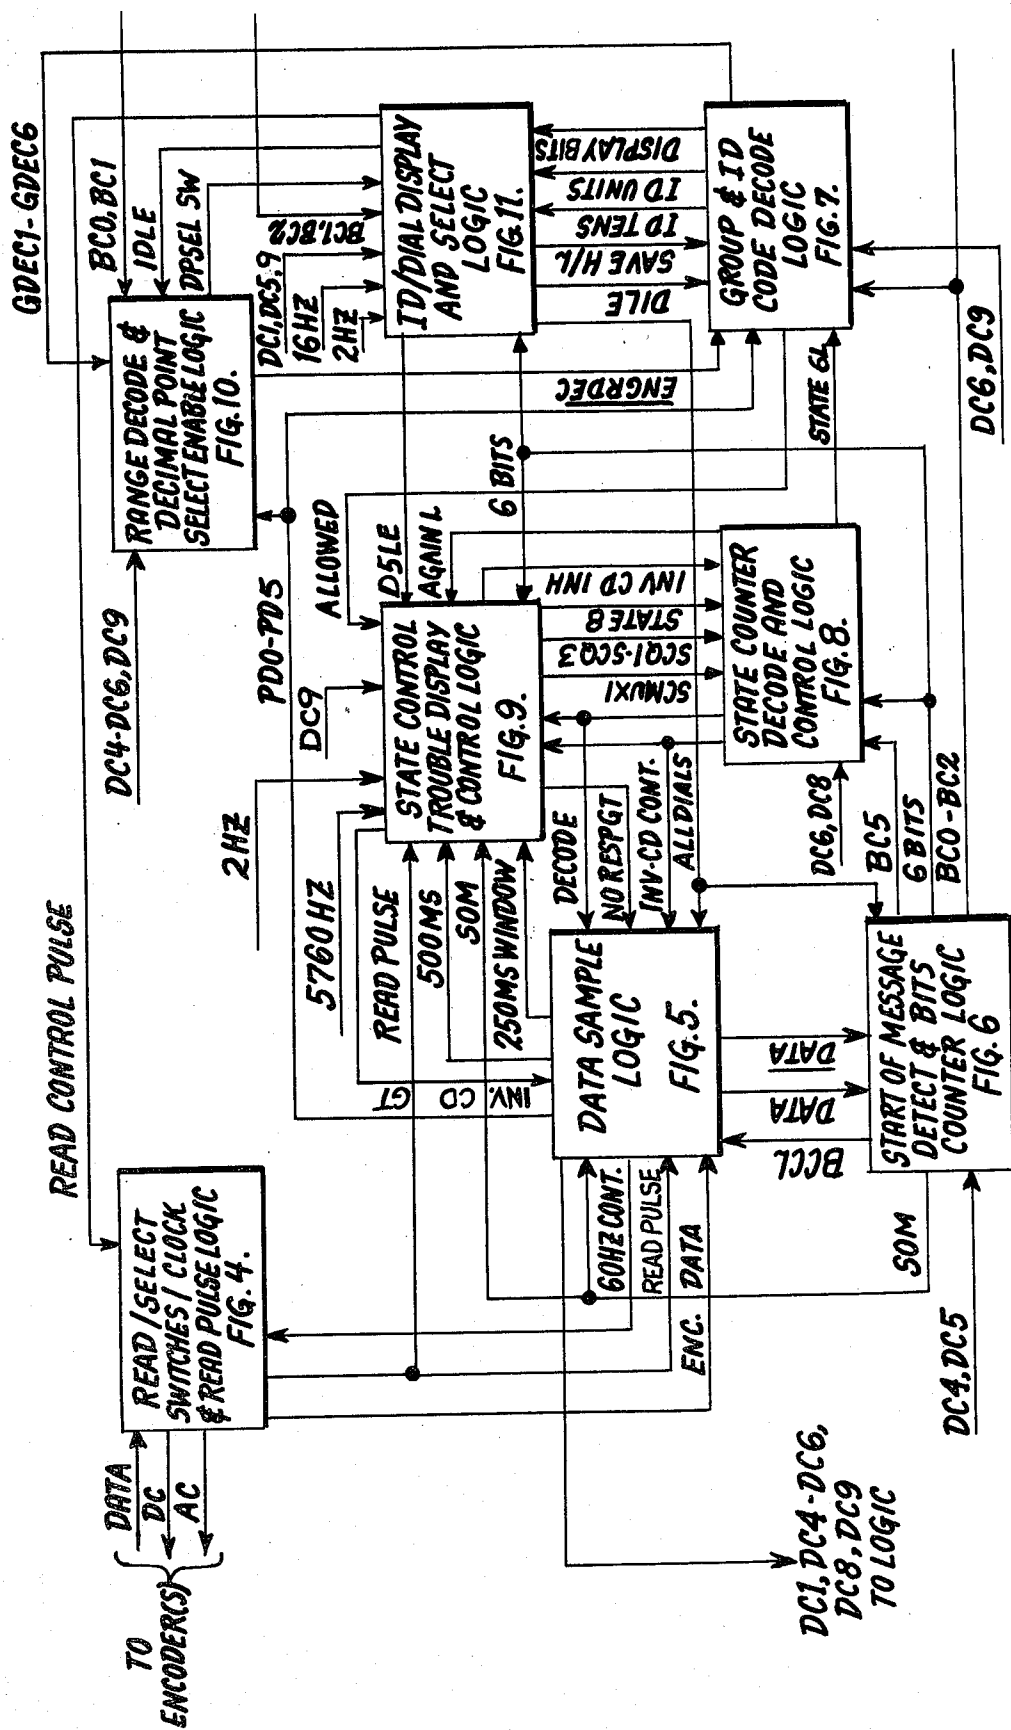 TO
ENCODER(S)
DATA
DC
AC
READ/SELECT
SWITCHES/CLOCK
& READ PULSE LOGIC
FIG. 4.
READ CONTROL PULSE
DC4-DC6, DC9
RANGE DECODE &
DECIMAL POINT
SELECT ENABLE LOGIC
FIG. 10.
GDEC1-GDEC6
BC0, BC1
IDLE
DPSEL SW
2HZ
5760HZ
READ PULSE
500MS
SOM
250MS WINDOW
GT
INV. CD
PD0-PD5
DC9
ALLOWED
D5LE
AGAIN L
6 BITS
STATE CONTROL
TROUBLE DISPLAY
& CONTROL LOGIC
FIG. 9.
DC1, DC5, 9
16HZ
2HZ
BC1, BC2
ID/DIAL DISPLAY
AND SELECT
LOGIC
FIG. 11.
ENGRDEC
DILE
SAVE H/L
ID TENS
ID UNITS
DISPLAY BITS
GROUP & ID
CODE DECODE
LOGIC
FIG. 7.
STATE 6L
DC6, DC9
60HZ CONT.
READ PULSE
ENC. DATA
DATA SAMPLE
LOGIC
FIG. 5.
DECODE
NO RESPGT
INV-CD CONT.
ALLDIALS
SCMUX1
SCQ1-SCQ3
STATE 8
INV CD INH
STATE COUNTER
DECODE AND
CONTROL LOGIC
FIG. 8.
DC6, DC8
BC5
6 BITS
BC0-BC2
BCCL
DATA
DATA
START OF MESSAGE
DETECT & BITS
COUNTER LOGIC
FIG. 6
SOM
DC4, DC5
DC1, DC4-DC6,
DC8, DC9
TO LOGIC